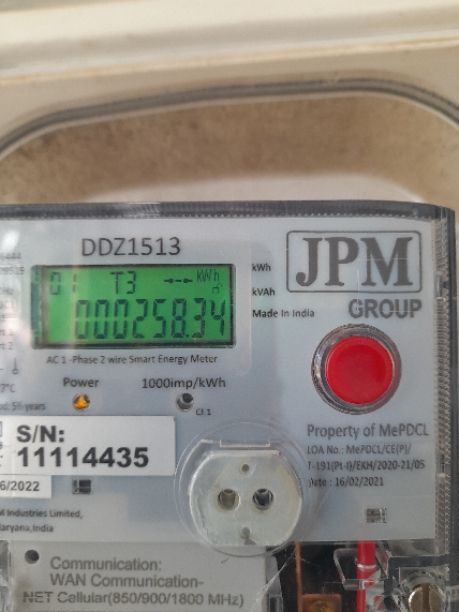 DDZ1513
JPM
GROUP
01 T3 kWh
000258.34
kWh
kVAh
Made In India
AC 1-Phase 2 wire Smart Energy Meter
Power 1000imp/kWh
S/N:
11114435
Property of MePDCL
LOA No.: MePDCL/CE(P)/
T-191(Pt-I)/EKH/2020-21/05
Date : 16/02/2021
6/2022
M Industries Limited,
aryana,India
Communication:
WAN Communication-
NET Cellular(850/900/1800 MHz)